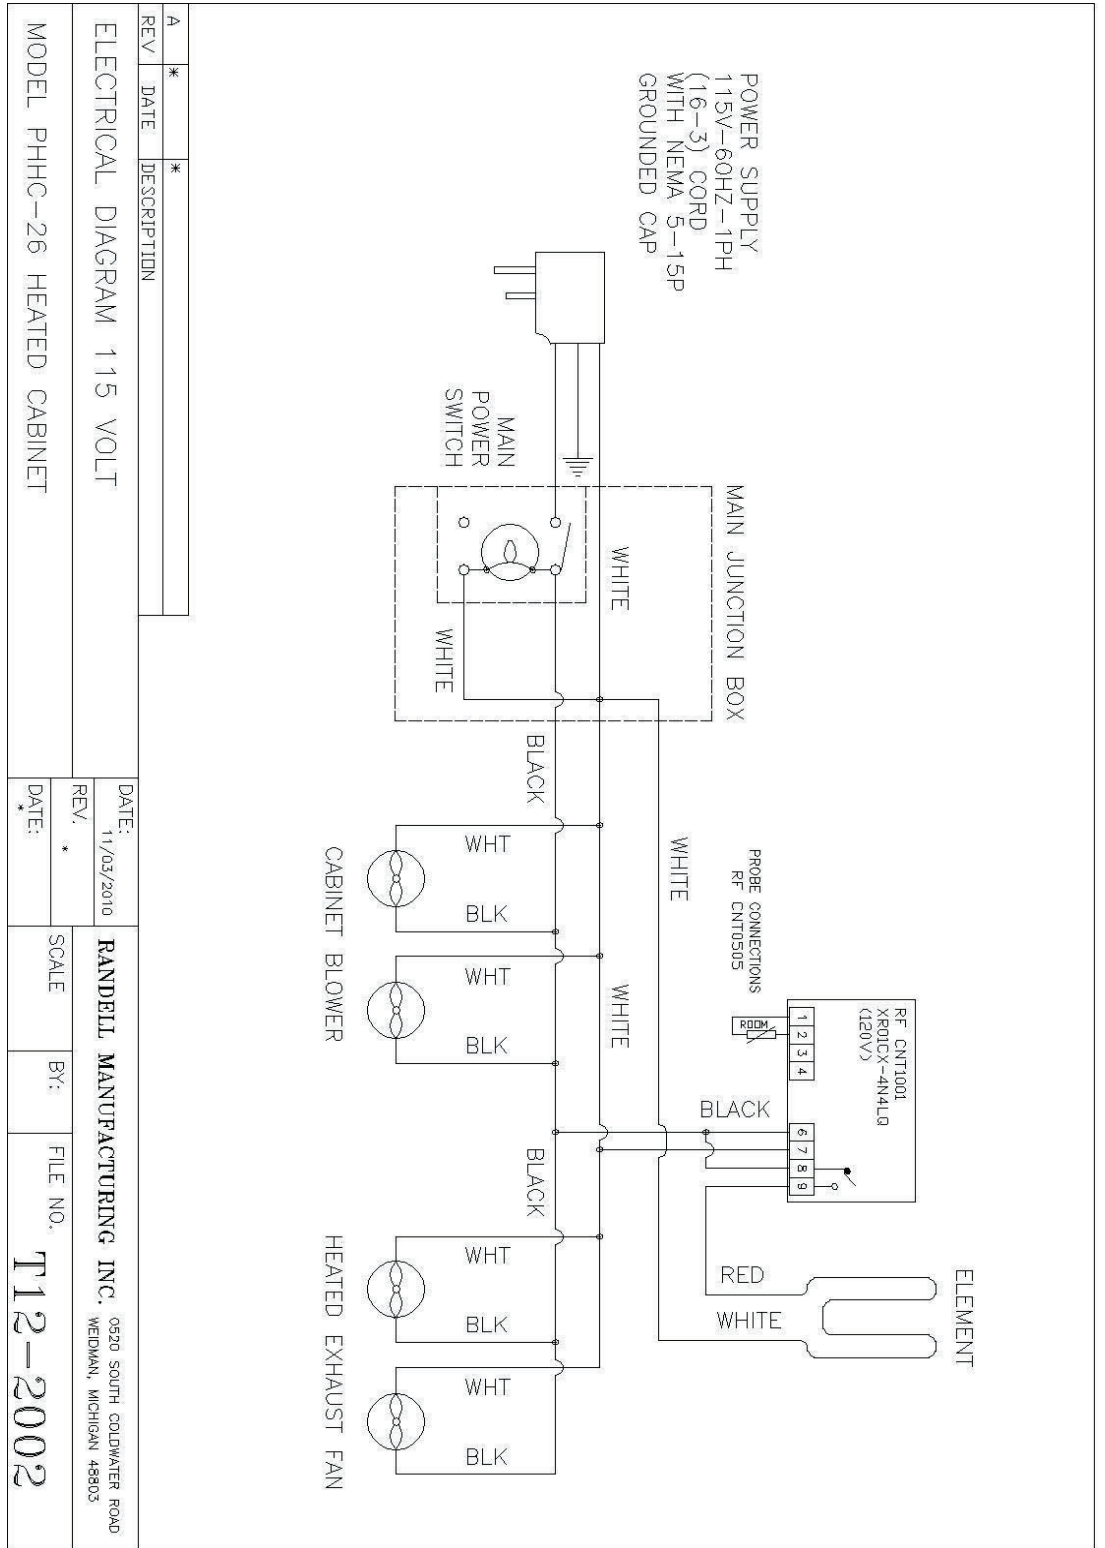 POWER SUPPLY
115V-60HZ-1PH
(16-3) CORD
WITH NEMA 5-15P
GROUNDED CAP
MAIN
POWER
SWITCH
MAIN JUNCTION BOX
WHITE
WHITE
BLACK
WHITE
WHT
BLK
CABINET BLOWER
WHT
BLK
WHITE
PROBE CONNECTIONS
RF CNT0505
ROOM
RF CNT1001
XR01CX-4N4LQ
(120V)
1 2 3 4 6 7 8 9
BLACK
BLACK
RED
WHITE
ELEMENT
WHT
BLK
HEATED EXHAUST FAN
WHT
BLK
A * *
REV DATE DESCRIPTION
ELECTRICAL DIAGRAM 115 VOLT
MODEL PHHC-26 HEATED CABINET
DATE:
11/03/2010
REV.
*
DATE:
*
RANDELL MANUFACTURING INC.
0520 SOUTH COLDWATER ROAD
WEIDMAN, MICHIGAN 48803
SCALE
BY:
FILE NO.
T12-2002